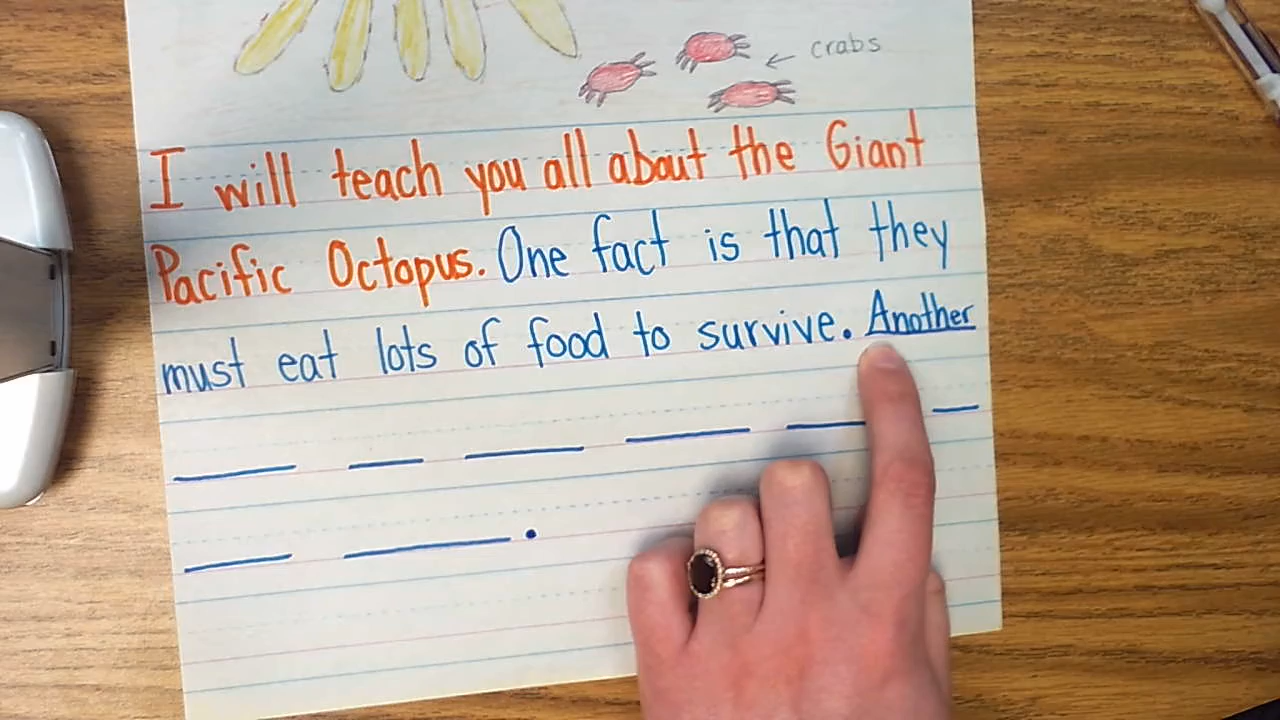 crabs
I will teach you all about the Giant
Pacific Octopus. One fact is that they
must eat lots of food to survive. Another